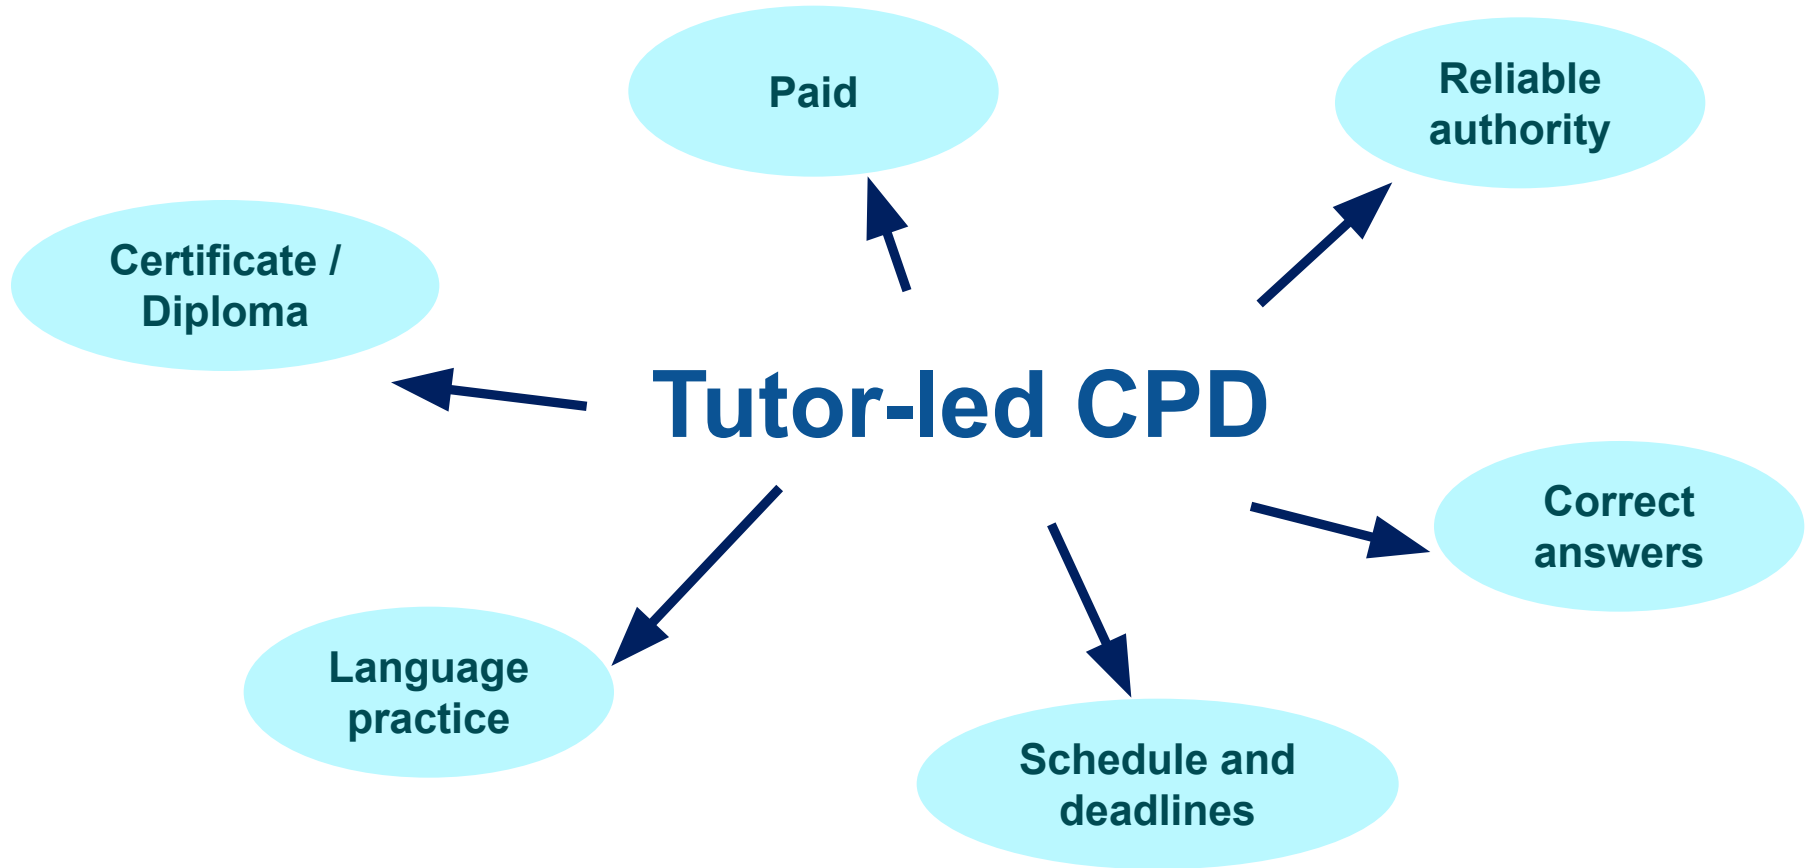 Paid
Reliable
authority
Certificate /
Diploma
Tutor-led CPD
Correct
answers
Language
practice
Schedule and
deadlines